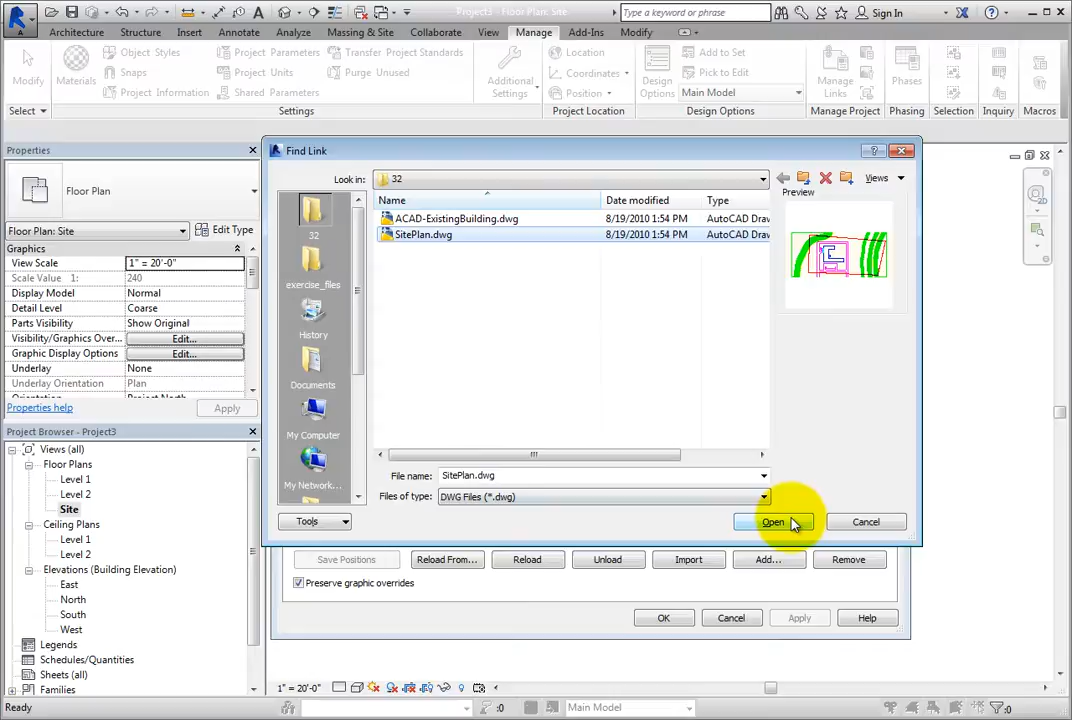 Project3 - Floor Plan: Site
Type a keyword or phrase
Sign In
Architecture Structure Insert Annotate Analyze Massing & Site Collaborate View Manage Add-Ins Modify
Modify
Materials
Object Styles
Snaps
Project Information
Project Parameters
Project Units
Shared Parameters
Transfer Project Standards
Purge Unused
Additional Settings
Location
Coordinates
Position
Design Options
Add to Set
Pick to Edit
Main Model
Manage Links
Phases
Select
Settings
Project Location
Design Options
Manage Project
Phasing
Selection
Inquiry
Macros
Properties
Floor Plan
Floor Plan: Site
Edit Type
Graphics
View Scale 1" = 20'-0"
Scale Value 1: 240
Display Model Normal
Detail Level Coarse
Parts Visibility Show Original
Visibility/Graphics Over... Edit...
Graphic Display Options Edit...
Underlay None
Underlay Orientation Plan
Properties help
Apply
Project Browser - Project3
Views (all)
Floor Plans
Level 1
Level 2
Site
Ceiling Plans
Level 1
Level 2
Elevations (Building Elevation)
East
North
South
West
Legends
Schedules/Quantities
Sheets (all)
Families
Find Link
Look in: 32
Views
Preview
Name Date modified Type
ACAD-ExistingBuilding.dwg 8/19/2010 1:54 PM AutoCAD Drav
SitePlan.dwg 8/19/2010 1:54 PM AutoCAD Drav
32
exercise_files
History
Documents
My Computer
My Network...
File name: SitePlan.dwg
Files of type: DWG Files (*.dwg)
Tools
Open
Cancel
Save Positions
Reload From...
Reload
Unload
Import
Add...
Remove
Preserve graphic overrides
OK
Cancel
Apply
Help
1" = 20'-0"
Ready
:0
Main Model
:0